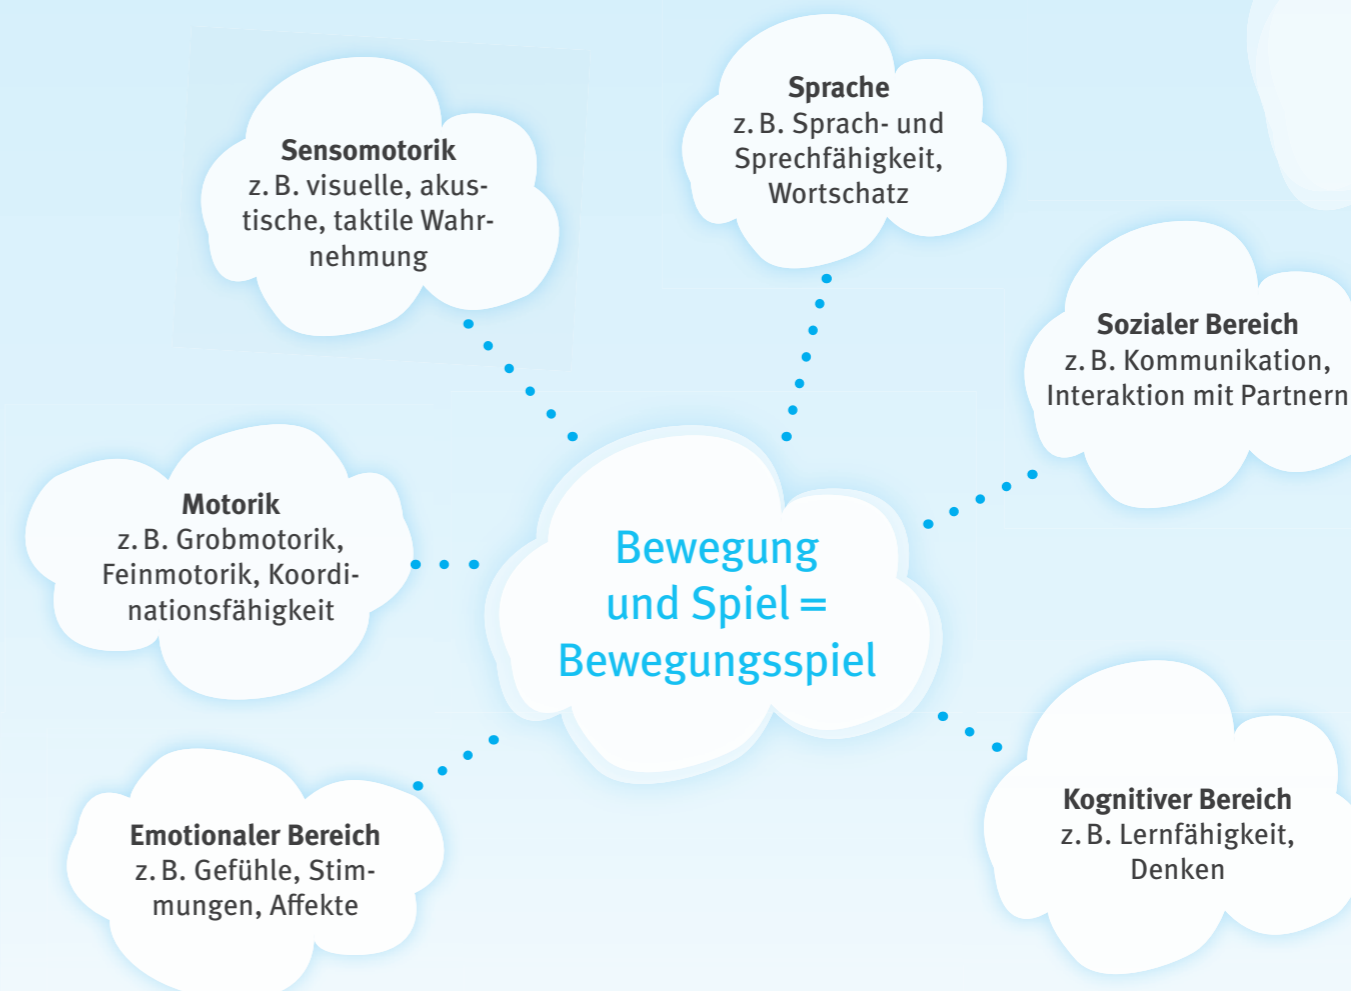 Sprache
z. B. Sprach- und
Sprechfähigkeit,
Wortschatz
Sensomotorik
z. B. visuelle, akus-
tische, taktile Wahr-
nehmung
Sozialer Bereich
z. B. Kommunikation,
Interaktion mit Partnern
Motorik
z. B. Grobmotorik,
Feinmotorik, Koordi-
nationsfähigkeit
Bewegung
und Spiel =
Bewegungsspiel
Kognitiver Bereich
z. B. Lernfähigkeit,
Denken
Emotionaler Bereich
z. B. Gefühle, Stim-
mungen, Affekte